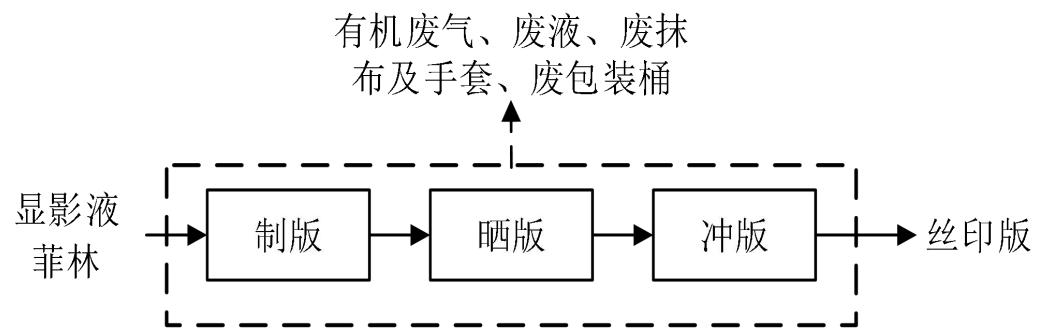 有机废气、废液、废抹
布及手套、废包装桶
显影液
菲林
制版
晒版
冲版
丝印版